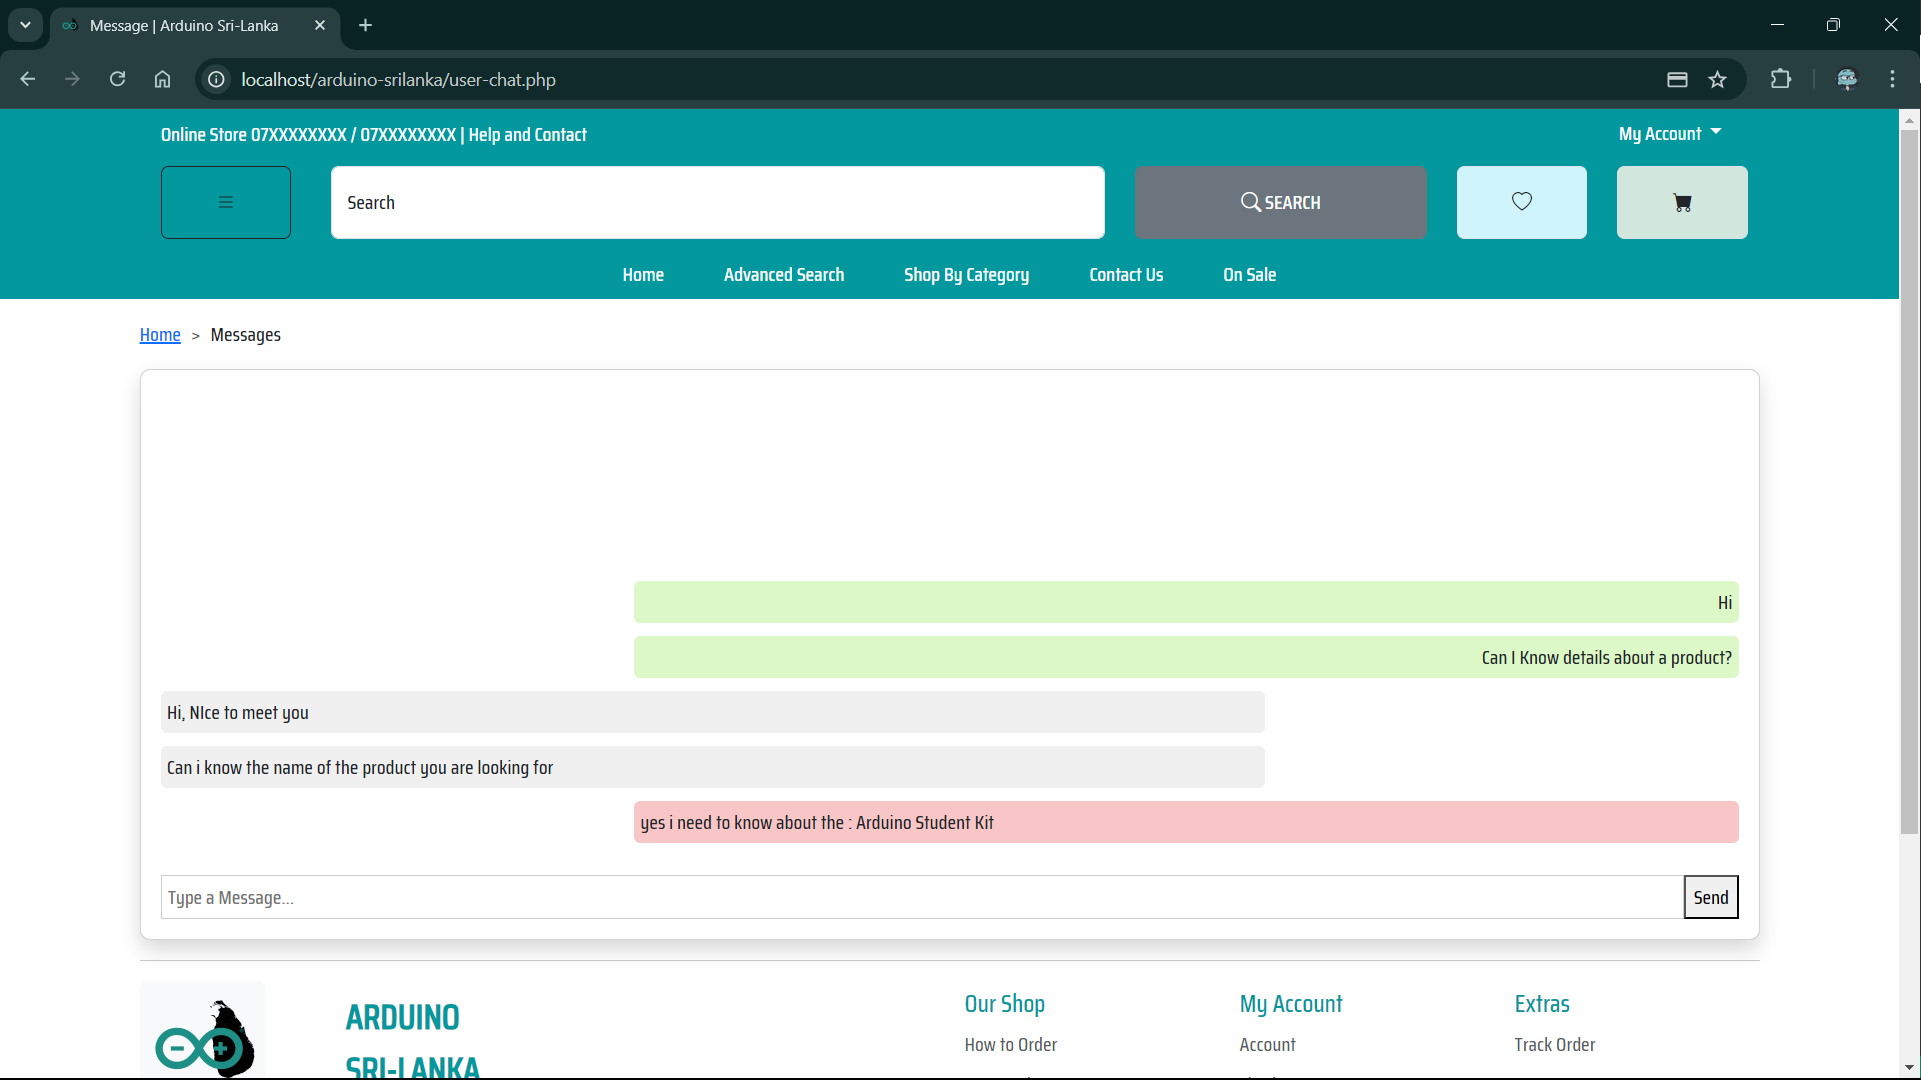 Message | Arduino Sri-Lanka
localhost/arduino-srilanka/user-chat.php
Online Store 07XXXXXXXX / 07XXXXXXXX | Help and Contact
My Account
Search
SEARCH
Home
Advanced Search
Shop By Category
Contact Us
On Sale
Home > Messages
Hi
Can I Know details about a product?
Hi, NIce to meet you
Can i know the name of the product you are looking for
yes i need to know about the : Arduino Student Kit
Type a Message...
Send
ARDUINO
SRI-LANKA
Our Shop
How to Order
My Account
Account
Extras
Track Order